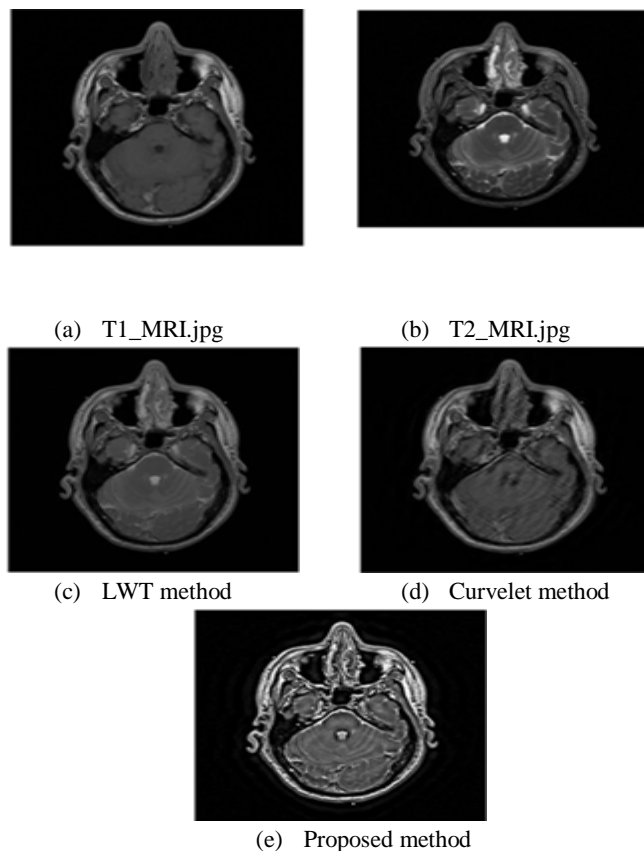 (a) T1_MRI.jpg
(b) T2_MRI.jpg
(c) LWT method
(d) Curvelet method
(e) Proposed method